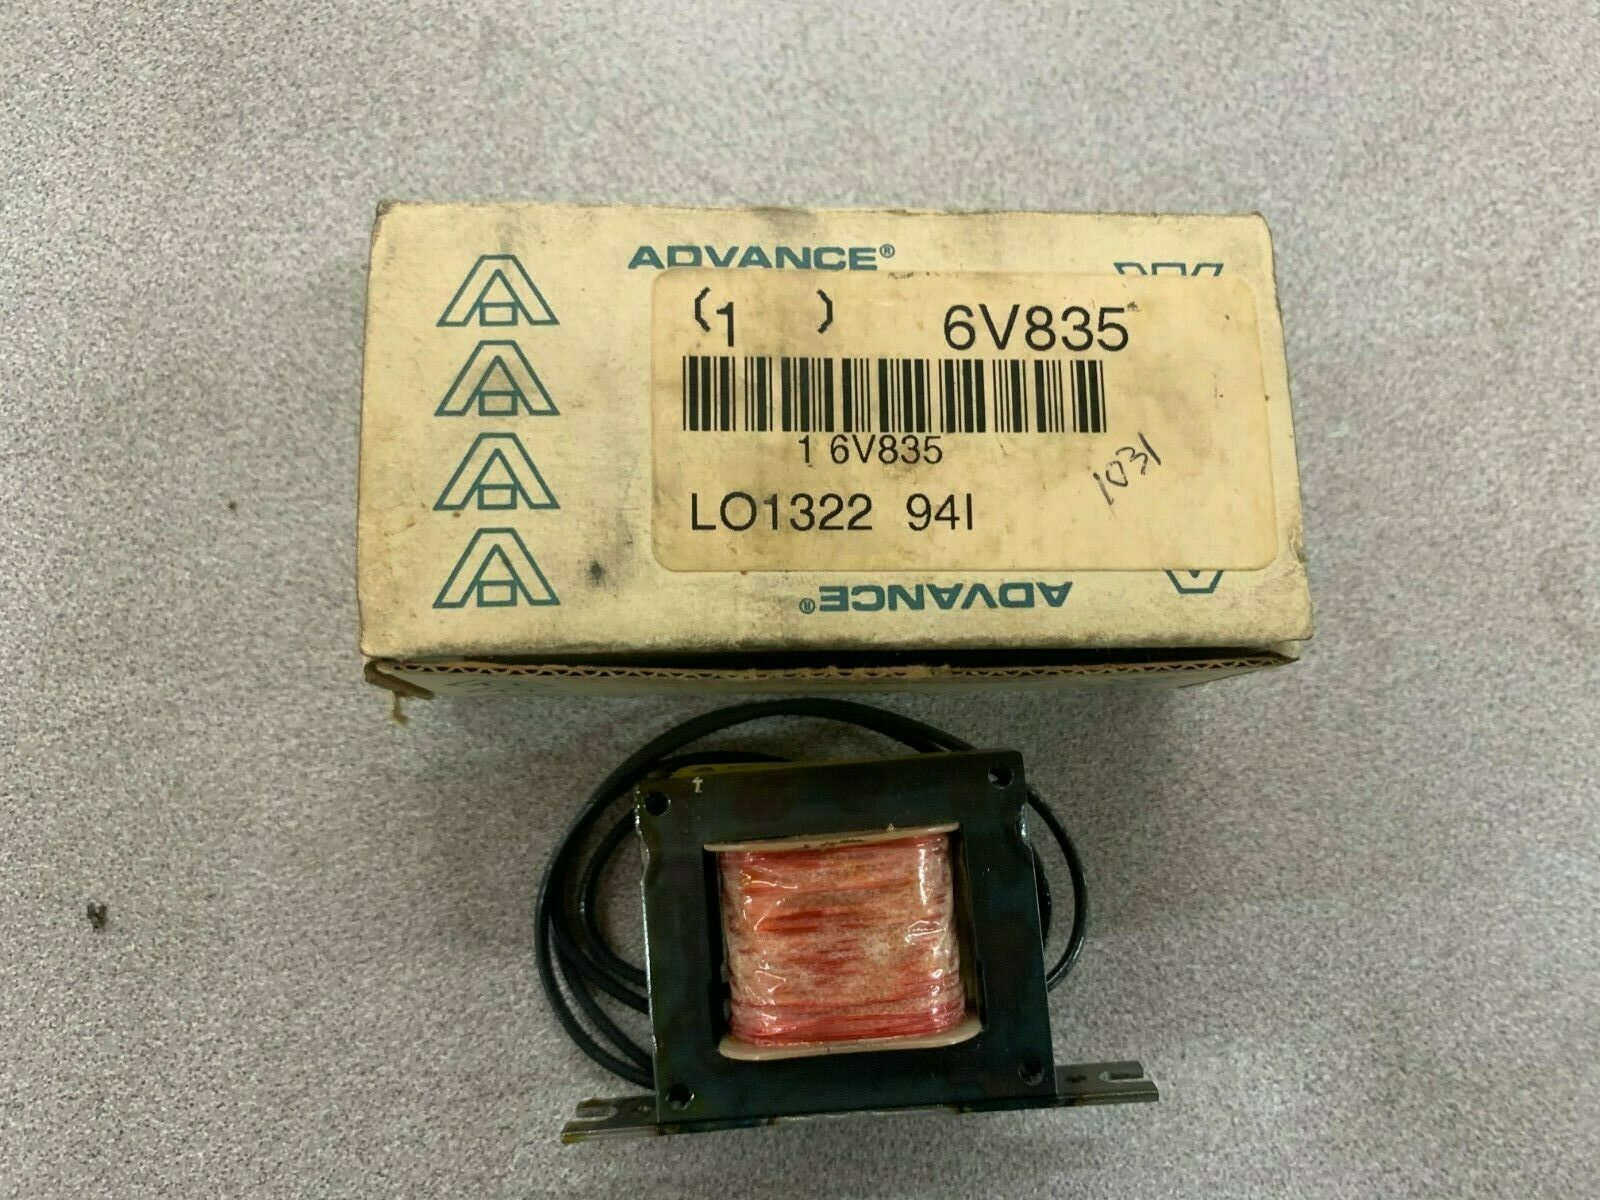 ADVANCE®
(1 ) 6V835
1 6V835
1031
LO1322 94I
ADVANCE®